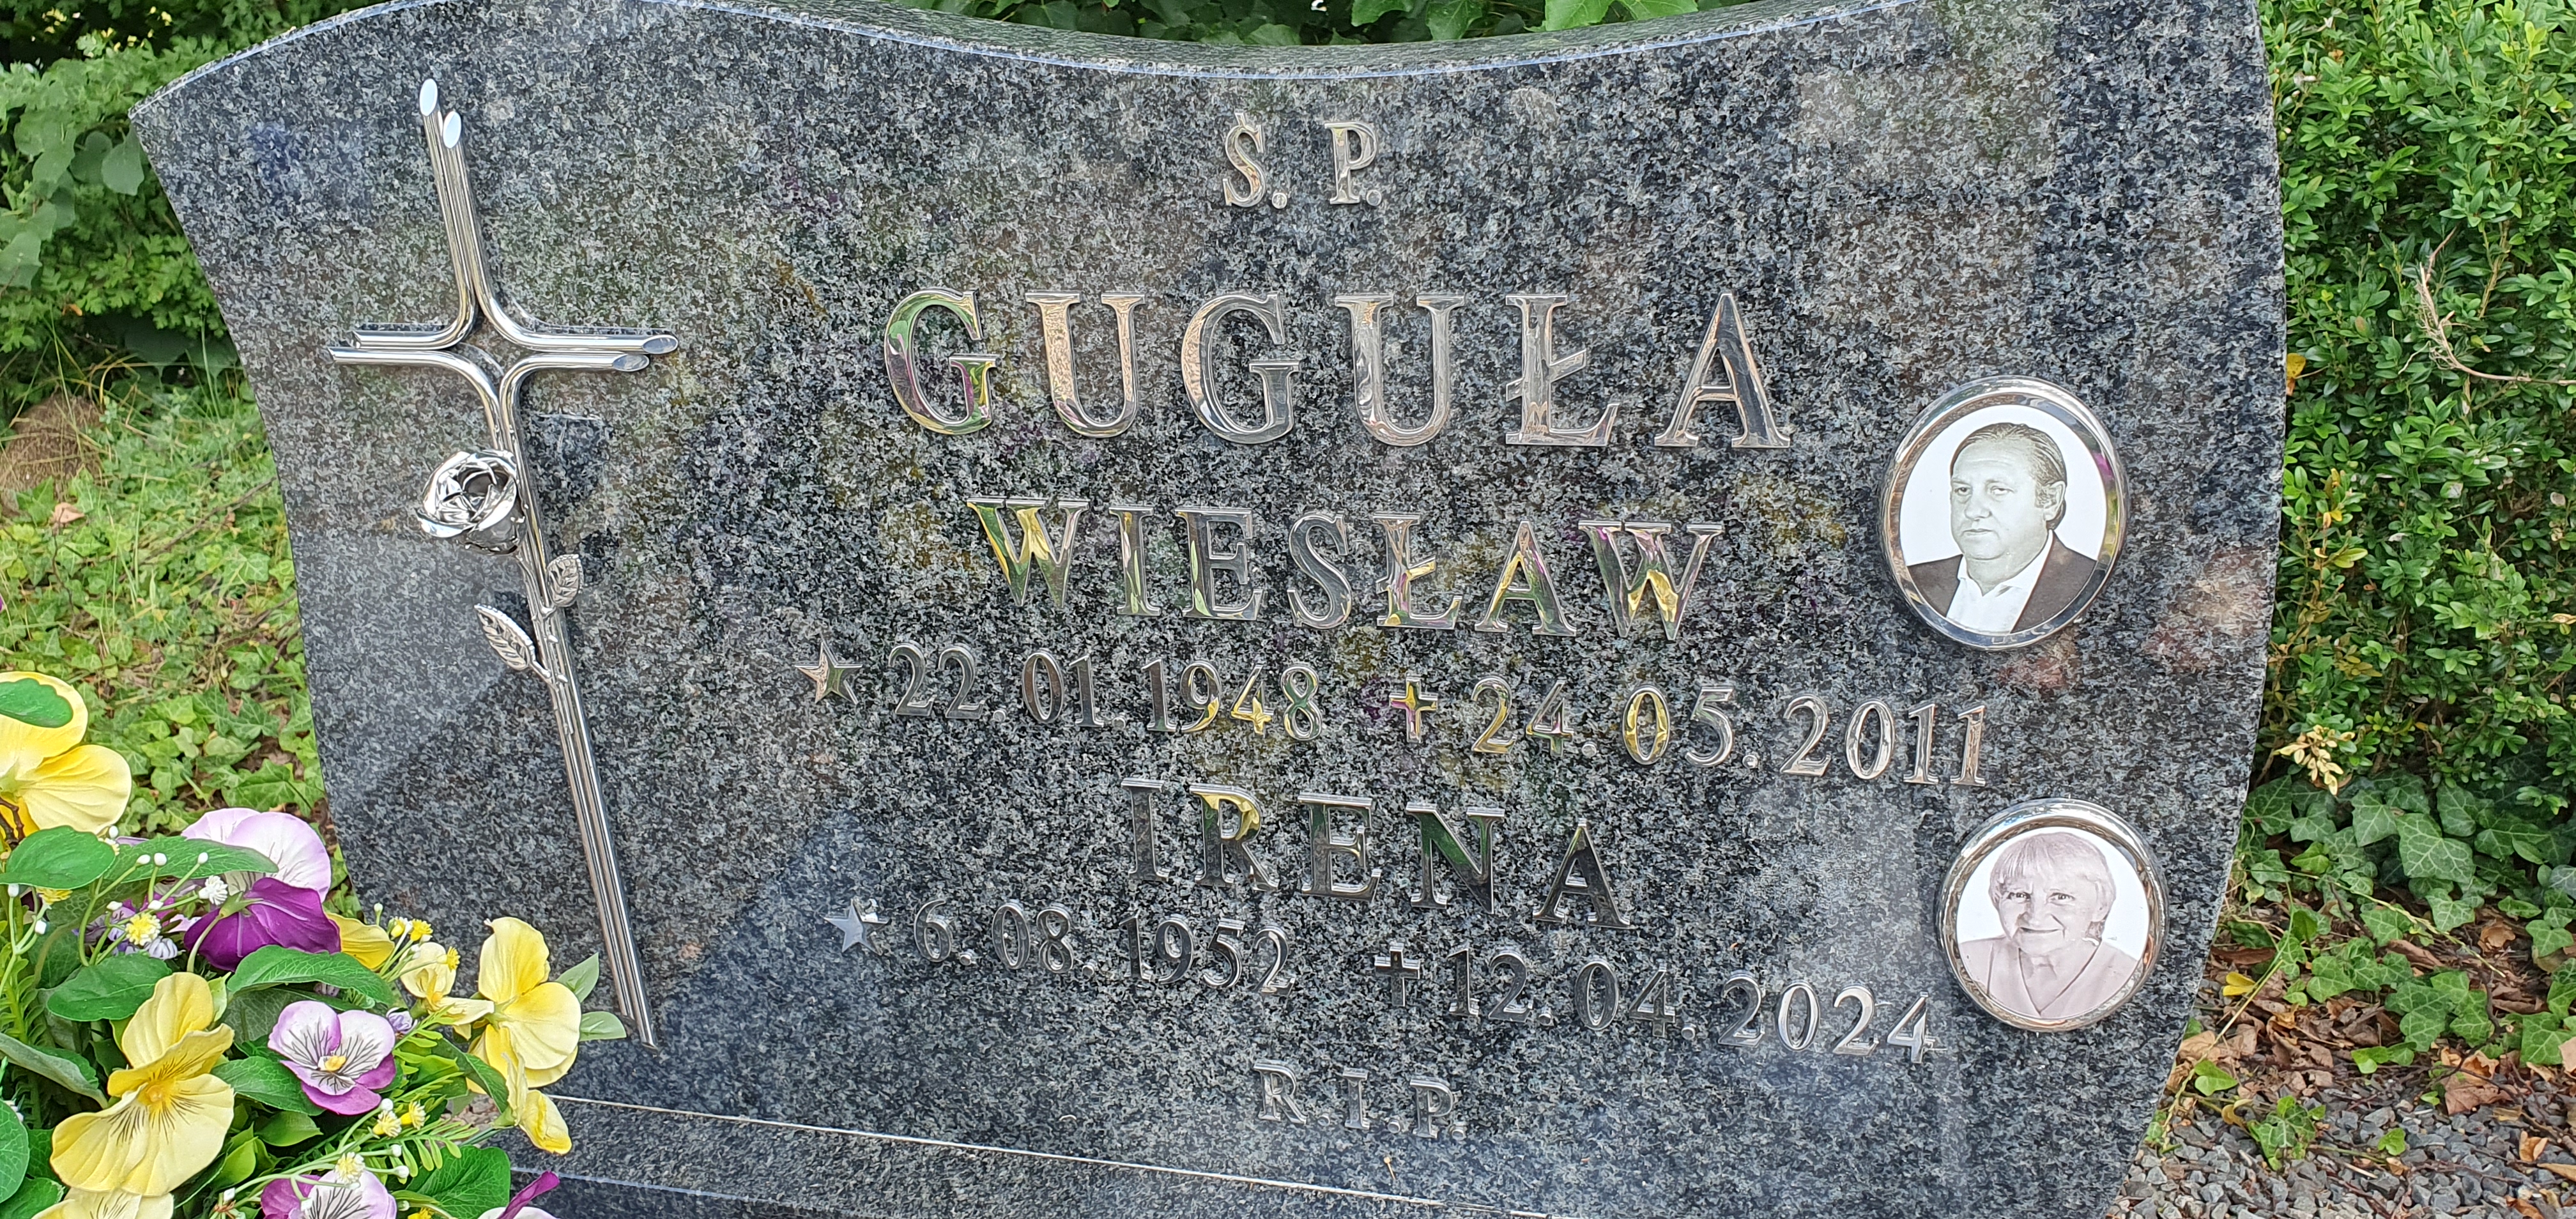 Ś. P.
GUGUŁA
WIESŁAW
★ 22.01.1948 ✝ 24.05.2011
IRENA
★ 6.08.1952 ✝ 12.04.2024
R.I.P.